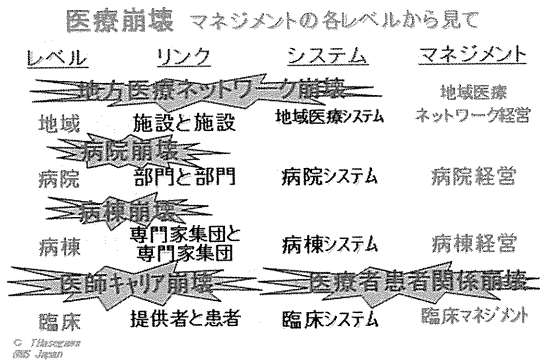 医療崩壊 マネジメントの各レベルから見て
レベル リンク システム マネジメント
地方医療ネットワーク崩壊
地域 施設と施設 地域医療システム 地域医療
ネットワーク経営
病院崩壊
病院 部門と部門 病院システム 病院経営
病棟崩壊
病棟 専門家集団と
専門家集団 病棟システム 病棟経営
医師キャリア崩壊 医療者患者関係崩壊
臨床 提供者と患者 臨床システム 臨床マネジメント
© THasegawa
Japan